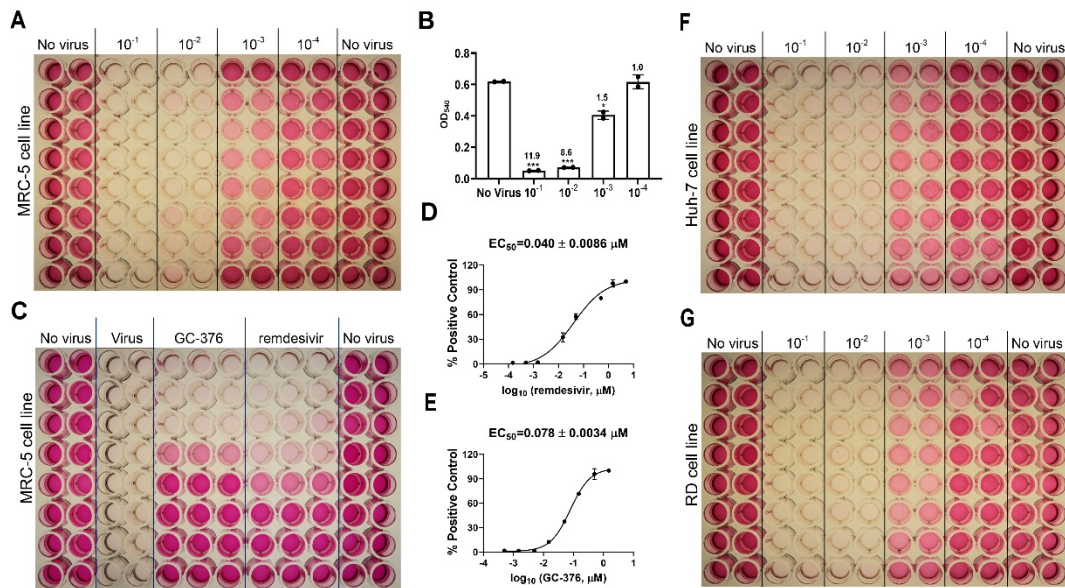 A
No virus 10⁻¹ 10⁻² 10⁻³ 10⁻⁴ No virus
MRC-5 cell line
B
OD₅₄₀
0.8
0.6
0.4
0.2
0.0
11.9
***
8.6
***
1.5
*
1.0
No Virus 10⁻¹ 10⁻² 10⁻³ 10⁻⁴
C
No virus Virus GC-376 remdesivir No virus
MRC-5 cell line
D
EC₅₀=0.040 ± 0.0086 µM
% Positive Control
120
90
60
30
0
-5 -4 -3 -2 -1 0 1
log₁₀ (remdesivir, µM)
E
EC₅₀=0.078 ± 0.0034 µM
% Positive Control
120
90
60
30
0
-4 -3 -2 -1 0 1
log₁₀ (GC-376, µM)
F
No virus 10⁻¹ 10⁻² 10⁻³ 10⁻⁴ No virus
Huh-7 cell line
G
No virus 10⁻¹ 10⁻² 10⁻³ 10⁻⁴ No virus
RD cell line